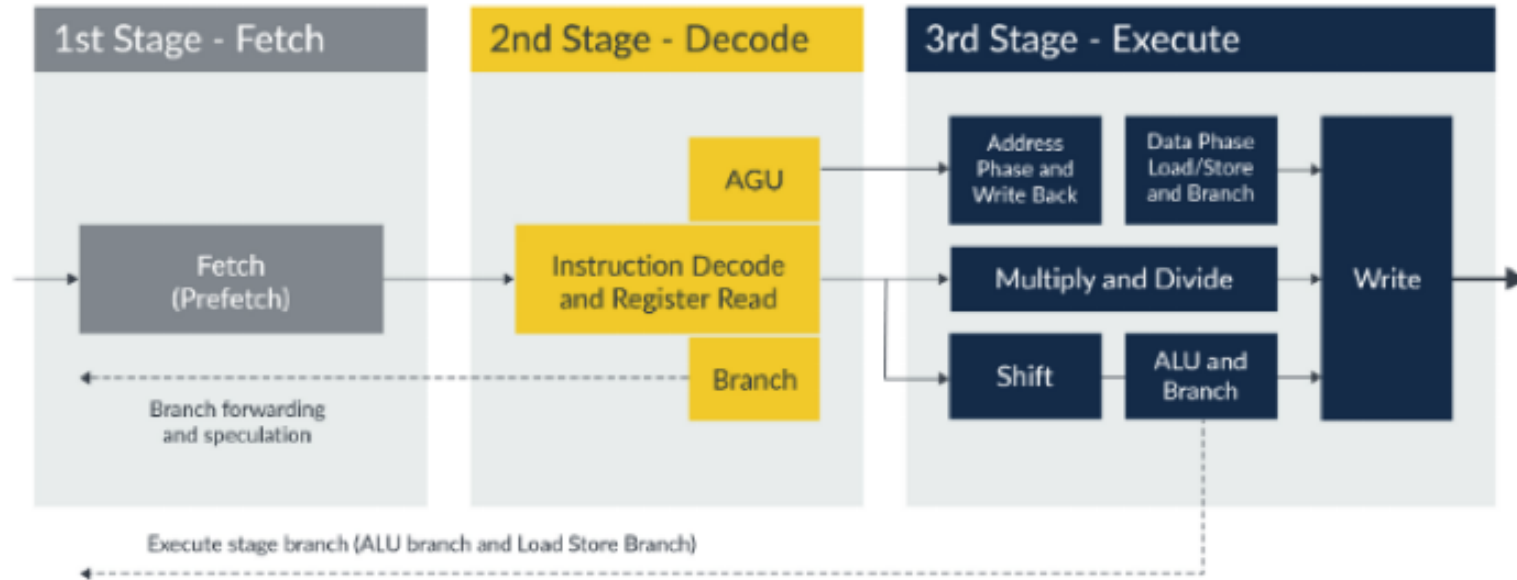 1st Stage - Fetch
2nd Stage - Decode
3rd Stage - Execute
Fetch
(Prefetch)
AGU
Instruction Decode
and Register Read
Branch
Address
Phase and
Write Back
Data Phase
Load/Store
and Branch
Multiply and Divide
Shift
ALU and
Branch
Write
Branch forwarding
and speculation
Execute stage branch (ALU branch and Load Store Branch)